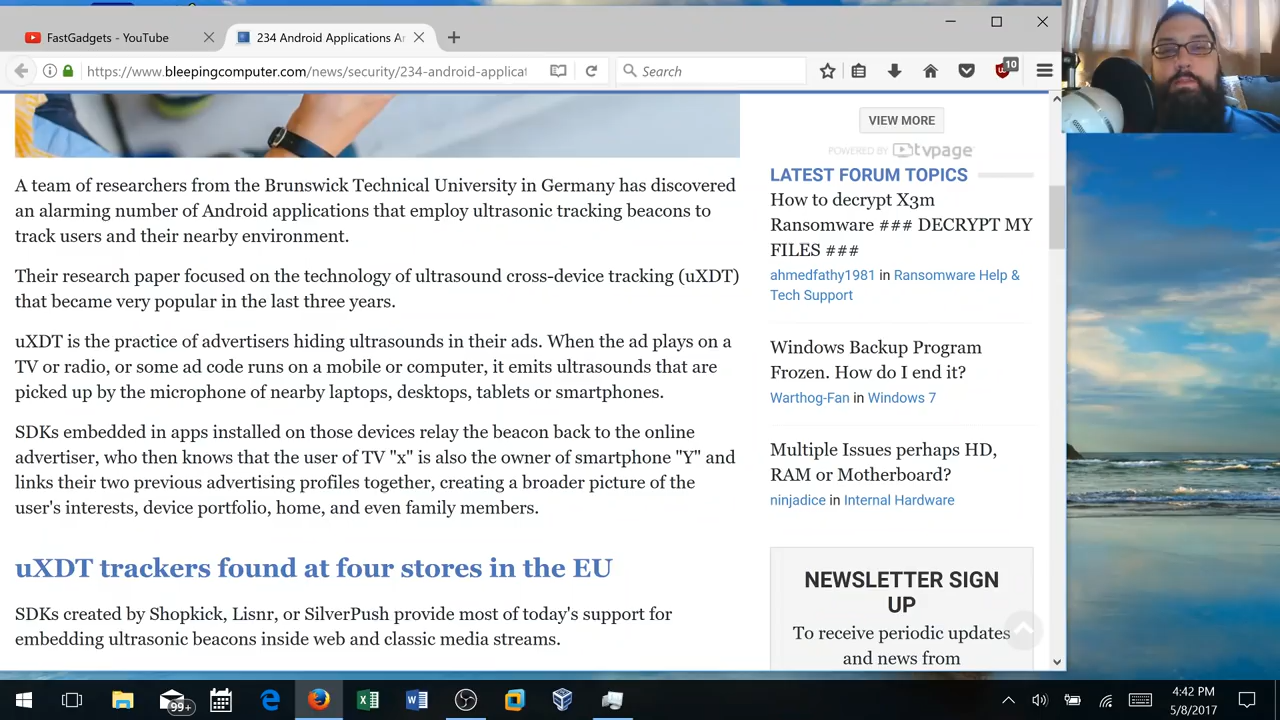 FastGadgets - YouTube
234 Android Applications Ar
https://www.bleepingcomputer.com/news/security/234-android-applicat
Search
10
A team of researchers from the Brunswick Technical University in Germany has discovered
an alarming number of Android applications that employ ultrasonic tracking beacons to
track users and their nearby environment.
Their research paper focused on the technology of ultrasound cross-device tracking (uXDT)
that became very popular in the last three years.
uXDT is the practice of advertisers hiding ultrasounds in their ads. When the ad plays on a
TV or radio, or some ad code runs on a mobile or computer, it emits ultrasounds that are
picked up by the microphone of nearby laptops, desktops, tablets or smartphones.
SDKs embedded in apps installed on those devices relay the beacon back to the online
advertiser, who then knows that the user of TV "x" is also the owner of smartphone "Y" and
links their two previous advertising profiles together, creating a broader picture of the
user's interests, device portfolio, home, and even family members.
uXDT trackers found at four stores in the EU
SDKs created by Shopkick, Lisnr, or SilverPush provide most of today's support for
embedding ultrasonic beacons inside web and classic media streams.
VIEW MORE
POWERED BY tvpage
LATEST FORUM TOPICS
How to decrypt X3m
Ransomware ### DECRYPT MY
FILES ###
ahmedfathy1981 in Ransomware Help &
Tech Support
Windows Backup Program
Frozen. How do I end it?
Warthog-Fan in Windows 7
Multiple Issues perhaps HD,
RAM or Motherboard?
ninjadice in Internal Hardware
NEWSLETTER SIGN
UP
To receive periodic updates
and news from
99+
4:42 PM
5/8/2017